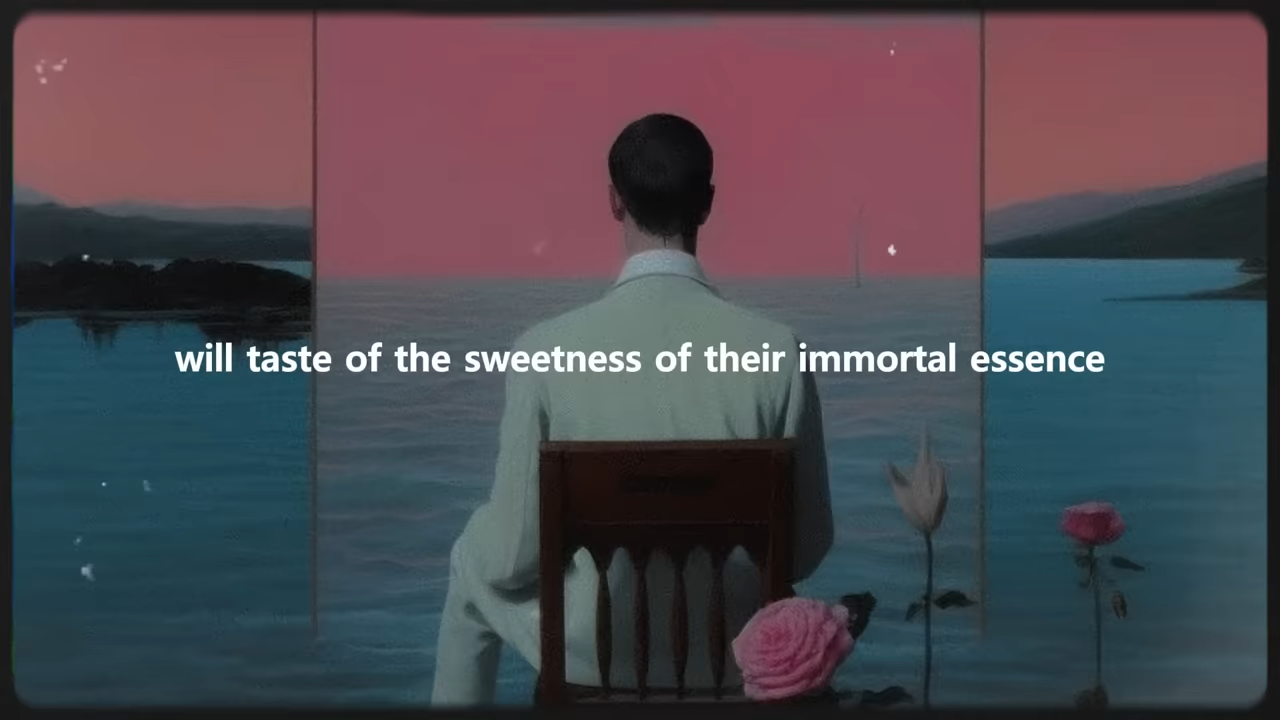 will taste of the sweetness of their immortal essence